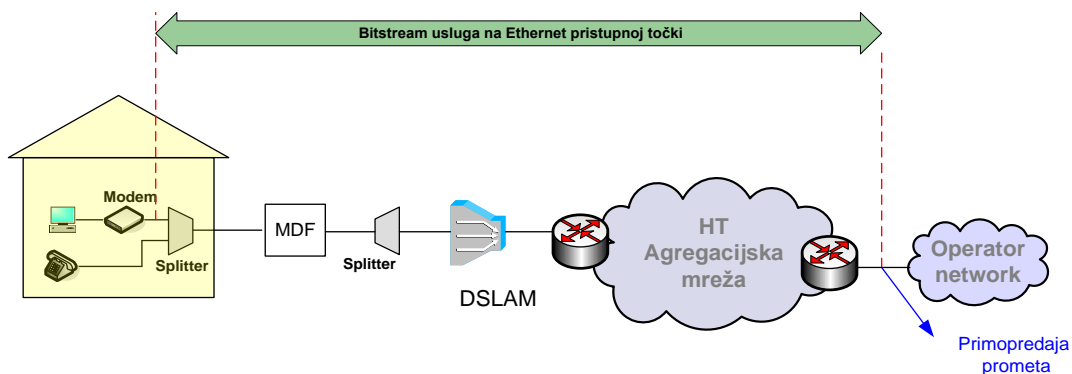 Bitstream usluga na Ethernet pristupnoj točki
Modem
Splitter
MDF
Splitter
DSLAM
HT
Agregacijska
mreža
Operator
network
Primopredaja
prometa